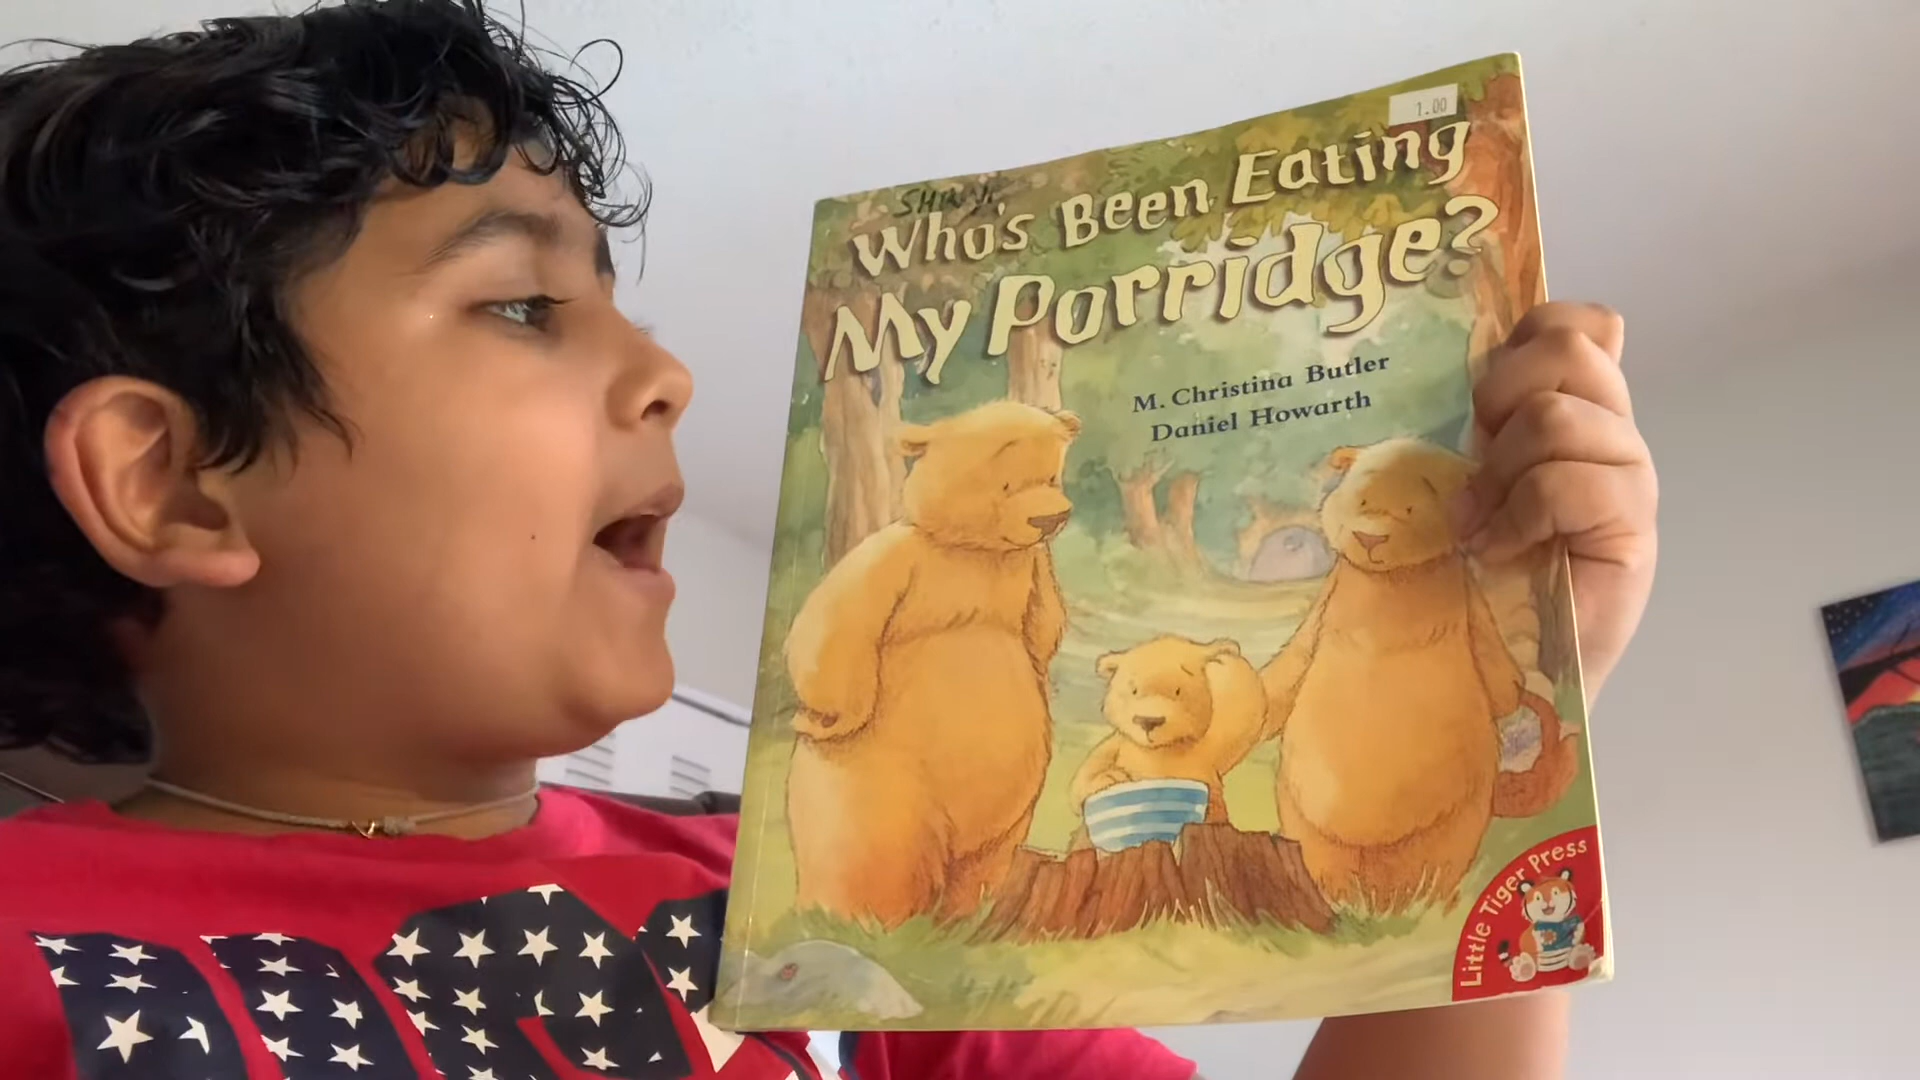 1.00
Who's Been Eating
My Porridge?
M. Christina Butler
Daniel Howarth
Little Tiger Press